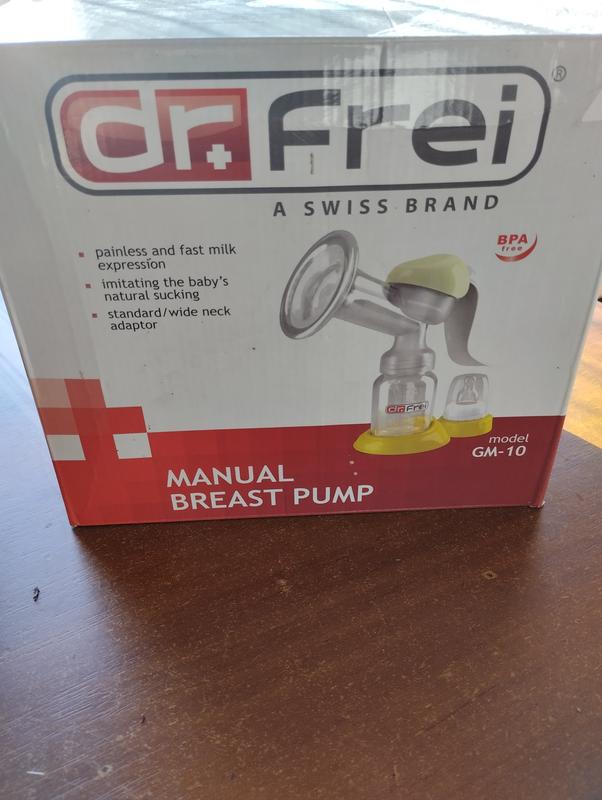 dr.Frei®
A SWISS BRAND
BPA
free
painless and fast milk
expression
imitating the baby's
natural sucking
standard/wide neck
adaptor
dr.Frei
model
GM-10
MANUAL
BREAST PUMP